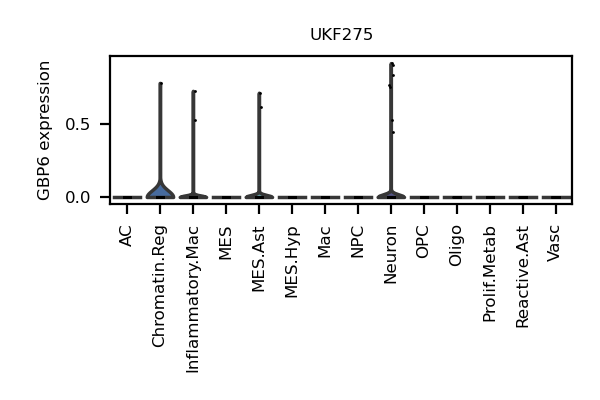 UKF275
GBP6 expression
0.5
0.0
AC
Chromatin.Reg
Inflammatory.Mac
MES
MES.Ast
MES.Hyp
Mac
NPC
Neuron
OPC
Oligo
Prolif.Metab
Reactive.Ast
Vasc